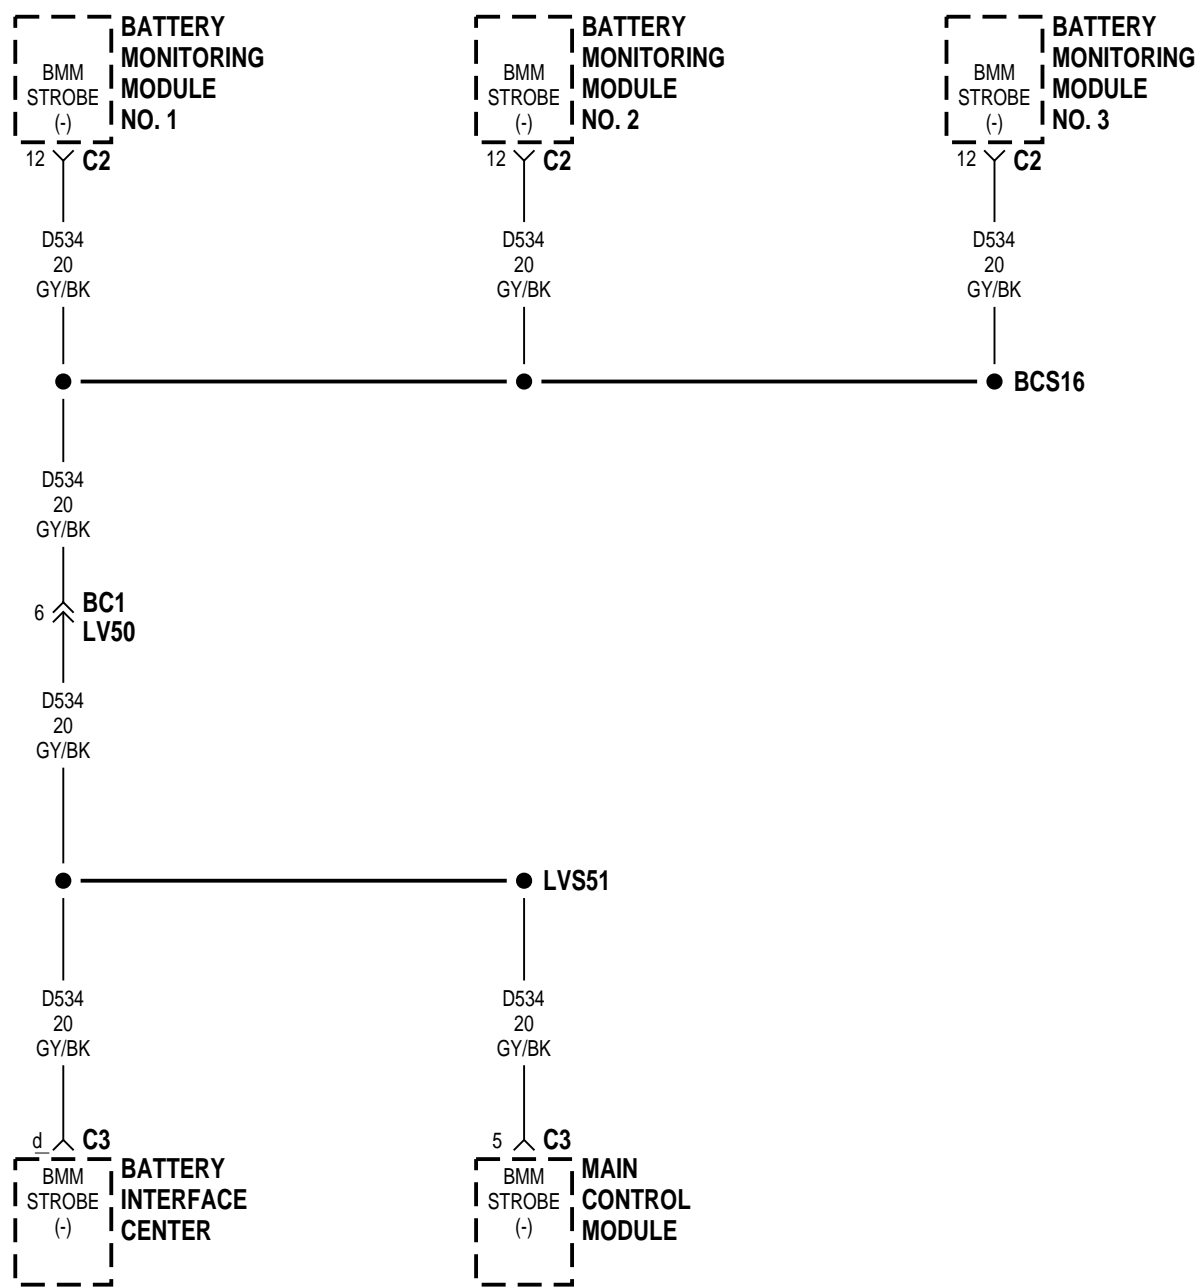 BMM
STROBE
(-)
BATTERY
MONITORING
MODULE
NO. 1
12
C2
D534
20
GY/BK
BMM
STROBE
(-)
BATTERY
MONITORING
MODULE
NO. 2
12
C2
D534
20
GY/BK
BMM
STROBE
(-)
BATTERY
MONITORING
MODULE
NO. 3
12
C2
D534
20
GY/BK
BCS16
D534
20
GY/BK
6
BC1
LV50
D534
20
GY/BK
LVS51
D534
20
GY/BK
d
C3
BMM
STROBE
(-)
BATTERY
INTERFACE
CENTER
D534
20
GY/BK
5
C3
BMM
STROBE
(-)
MAIN
CONTROL
MODULE